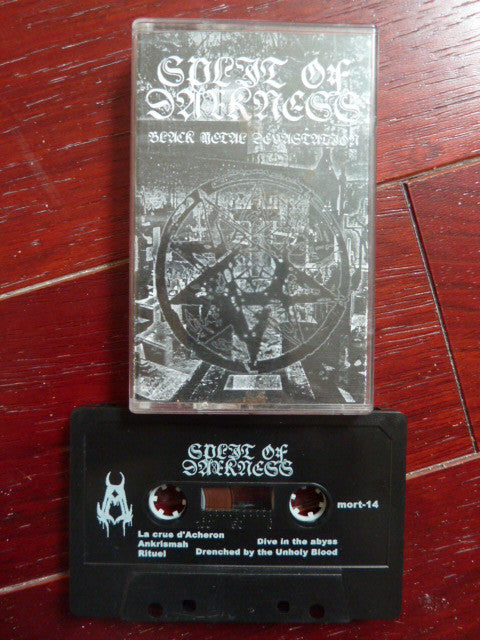 SPLIT OF
DARKNESS
BLACK METAL DEVASTATION
SPLIT OF
DARKNESS
mort-14
La crue d'Acheron
Ankrismah
Rituel
Dive in the abyss
Drenched by the Unholy Blood